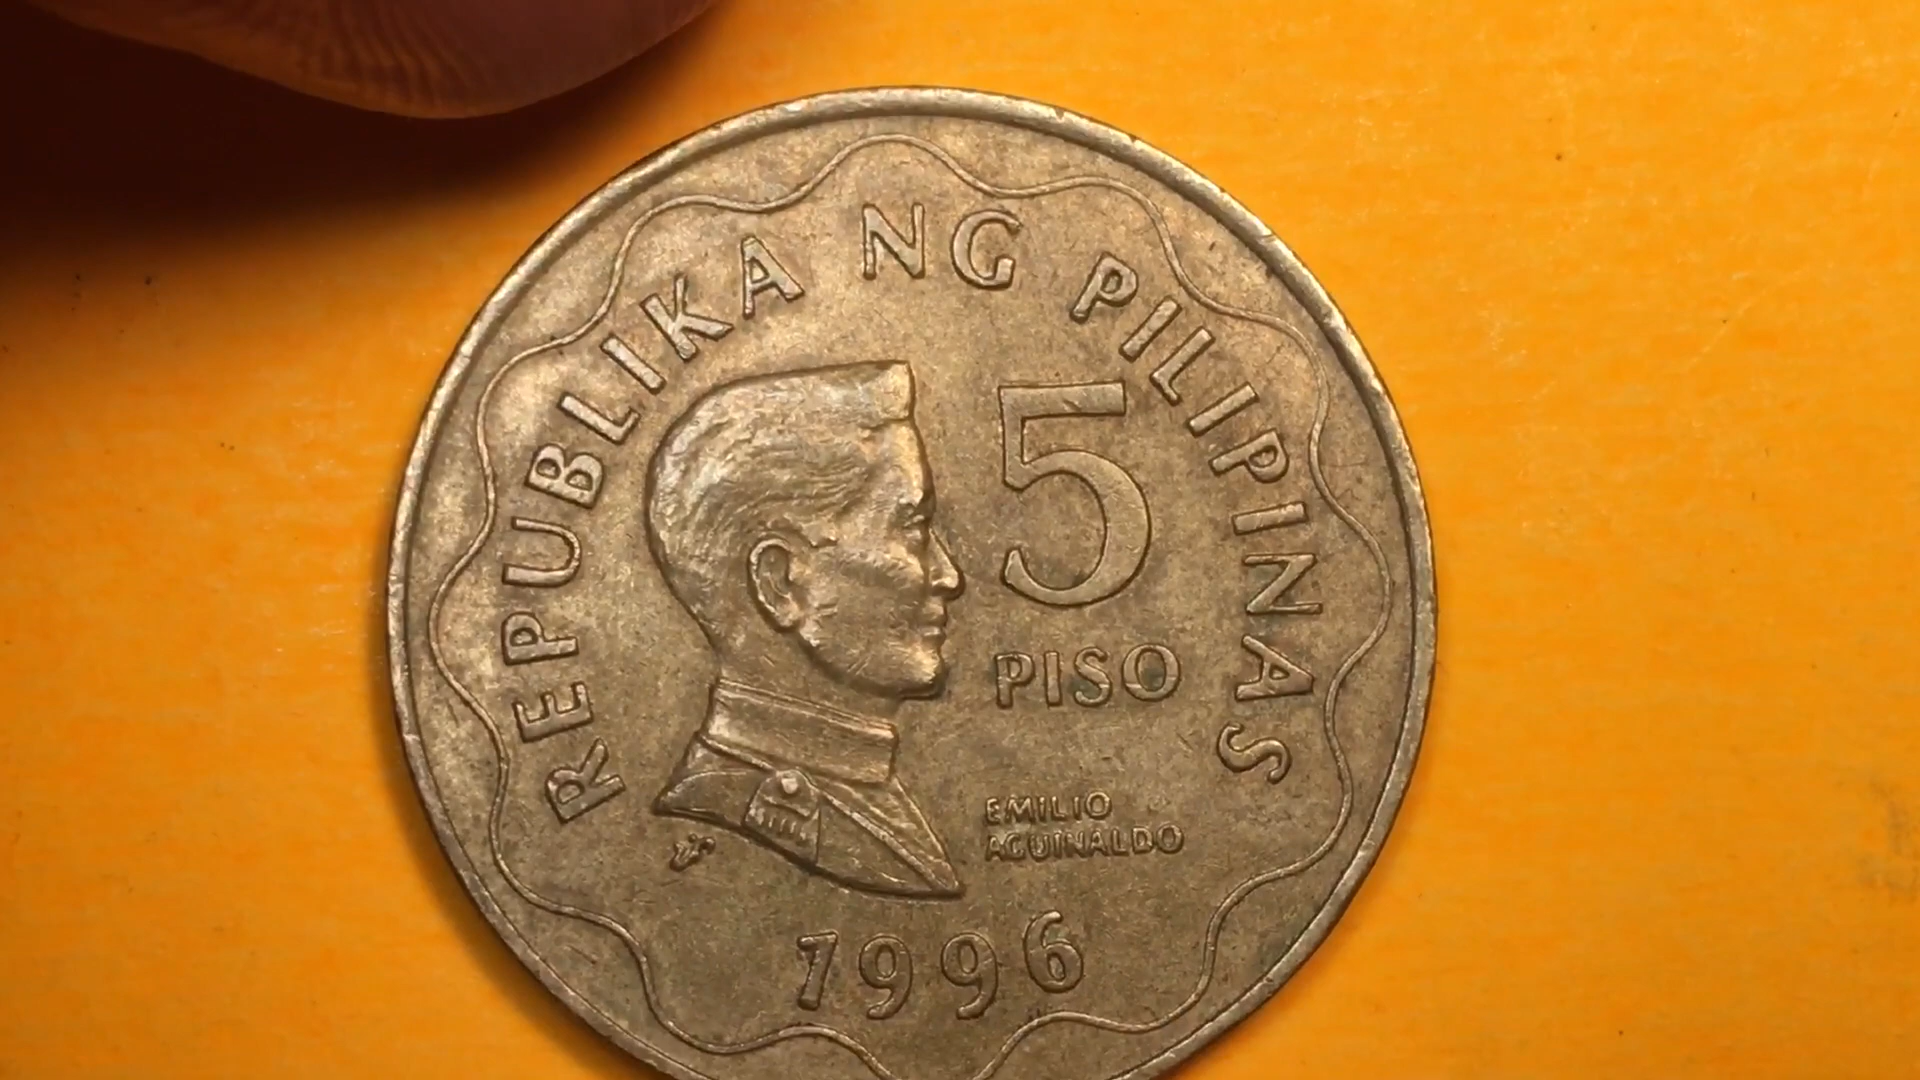 REPUBLIKA NG PILIPINAS
5
PISO
EMILIO
AGUINALDO
1996